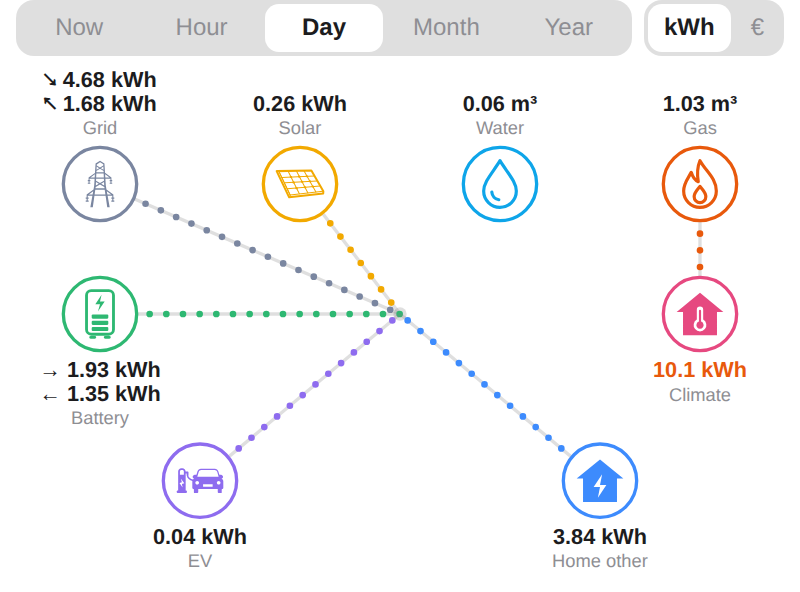 Now Hour Day Month Year kWh €
↘ 4.68 kWh
↖ 1.68 kWh 0.26 kWh 0.06 m³ 1.03 m³
Grid Solar Water Gas
→ 1.93 kWh 10.1 kWh
← 1.35 kWh Climate
Battery
0.04 kWh 3.84 kWh
EV Home other